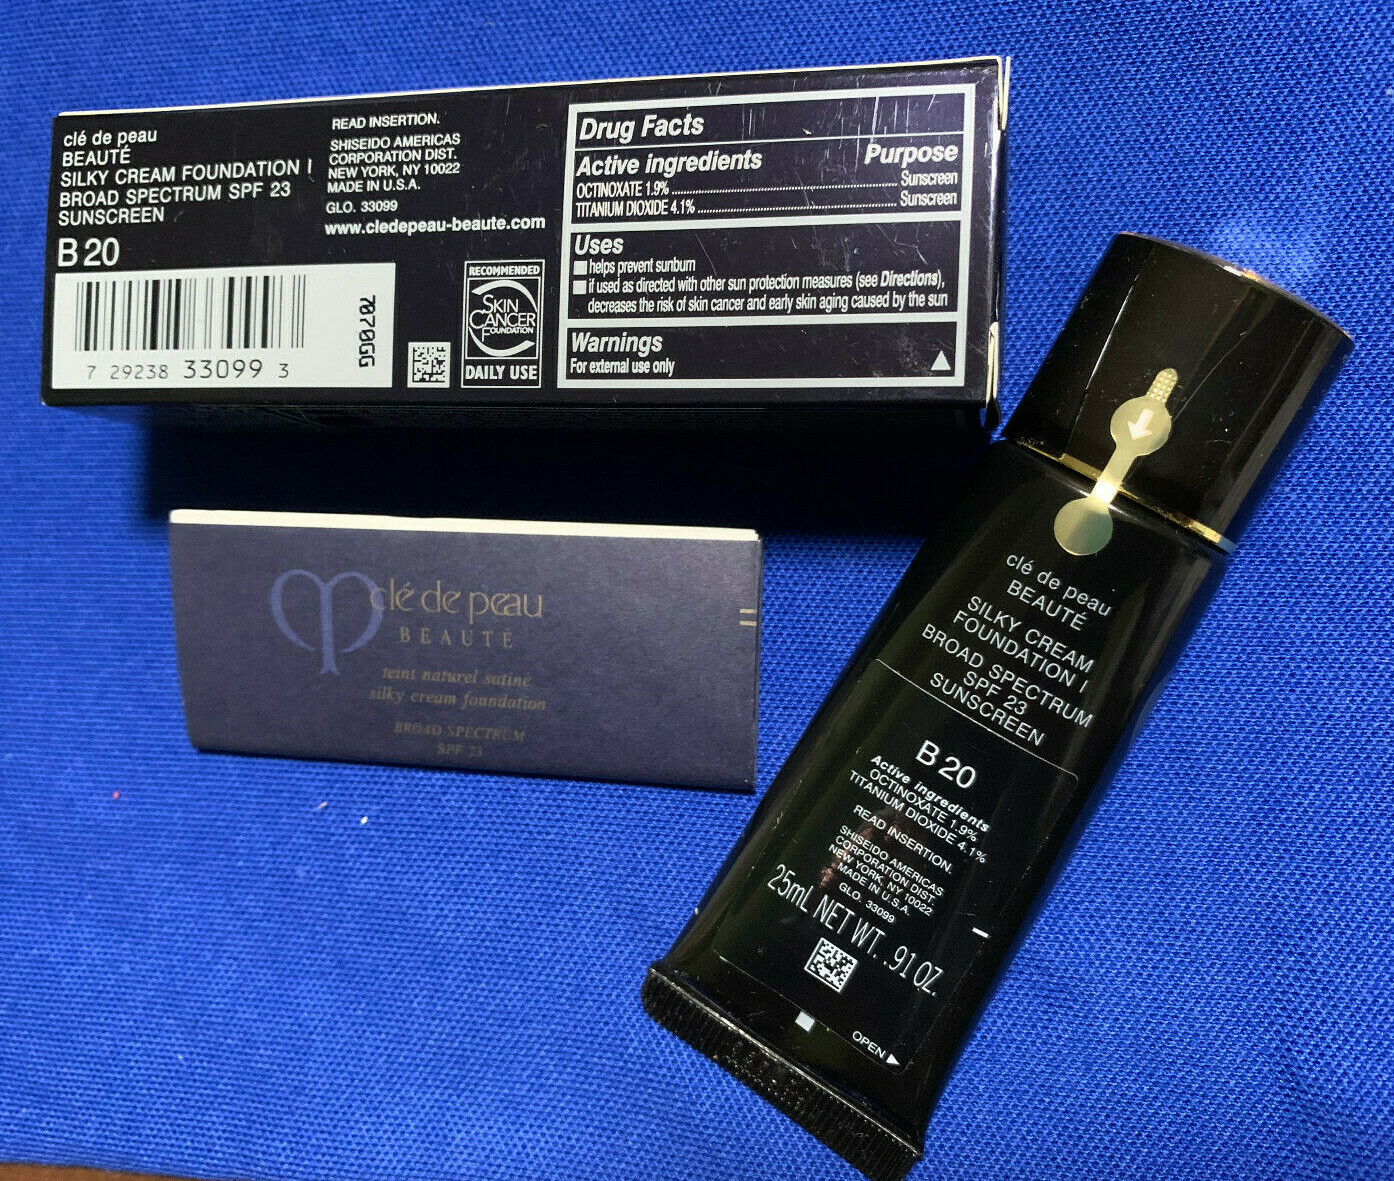 clé de peau
BEAUTÉ
SILKY CREAM FOUNDATION I
BROAD SPECTRUM SPF 23
SUNSCREEN
B 20
7 29238 33099 3
7070GG
READ INSERTION.
SHISEIDO AMERICAS
CORPORATION DIST.
NEW YORK, NY 10022
MADE IN U.S.A.
GLO. 33099
www.cledepeau-beaute.com
RECOMMENDED
SKIN
CANCER
FOUNDATION
DAILY USE
Drug Facts
Active ingredients Purpose
OCTINOXATE 1.9% ........ Sunscreen
TITANIUM DIOXIDE 4.1% ........ Sunscreen
Uses
helps prevent sunburn
if used as directed with other sun protection measures (see Directions),
decreases the risk of skin cancer and early skin aging caused by the sun
Warnings
For external use only
clé de peau
BEAUTÉ
teint naturel satiné
silky cream foundation
BROAD SPECTRUM
SPF 23
clé de peau
BEAUTÉ
SILKY CREAM
FOUNDATION I
BROAD SPECTRUM
SPF 23
SUNSCREEN
B 20
Active ingredients
OCTINOXATE 1.9%
TITANIUM DIOXIDE 4.1%
READ INSERTION.
SHISEIDO AMERICAS
CORPORATION DIST.
NEW YORK, NY 10022
MADE IN U.S.A.
GLO. 33099
25mL NET WT. .91 OZ.
OPEN